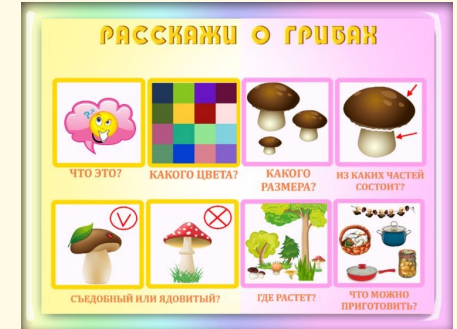 РАССКАЖИ О ГРИБАХ
ЧТО ЭТО?
КАКОГО ЦВЕТА?
КАКОГО
РАЗМЕРА?
ИЗ КАКИХ ЧАСТЕЙ
СОСТОИТ?
СЪЕДОБНЫЙ ИЛИ ЯДОВИТЫЙ?
ГДЕ РАСТЕТ?
ЧТО МОЖНО
ПРИГОТОВИТЬ?